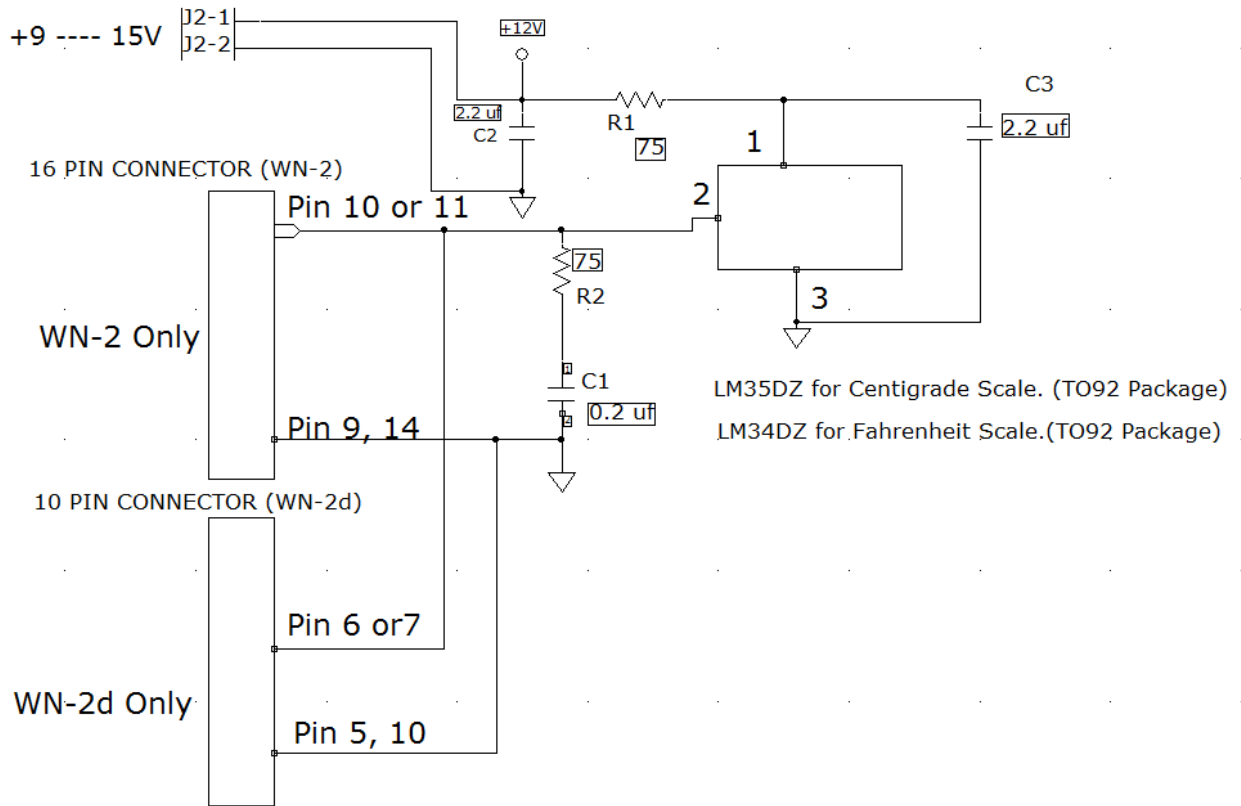 J2-1
+9 ---- 15V
J2-2
+12V
C3
2.2 uf
C2
R1
75
1
2.2 uf
16 PIN CONNECTOR (WN-2)
Pin 10 or 11
2
75
R2
3
WN-2 Only
1
C1
0.2 uf
2
LM35DZ for Centigrade Scale. (TO92 Package)
Pin 9, 14
LM34DZ for Fahrenheit Scale.(TO92 Package)
10 PIN CONNECTOR (WN-2d)
Pin 6 or7
WN-2d Only
Pin 5, 10